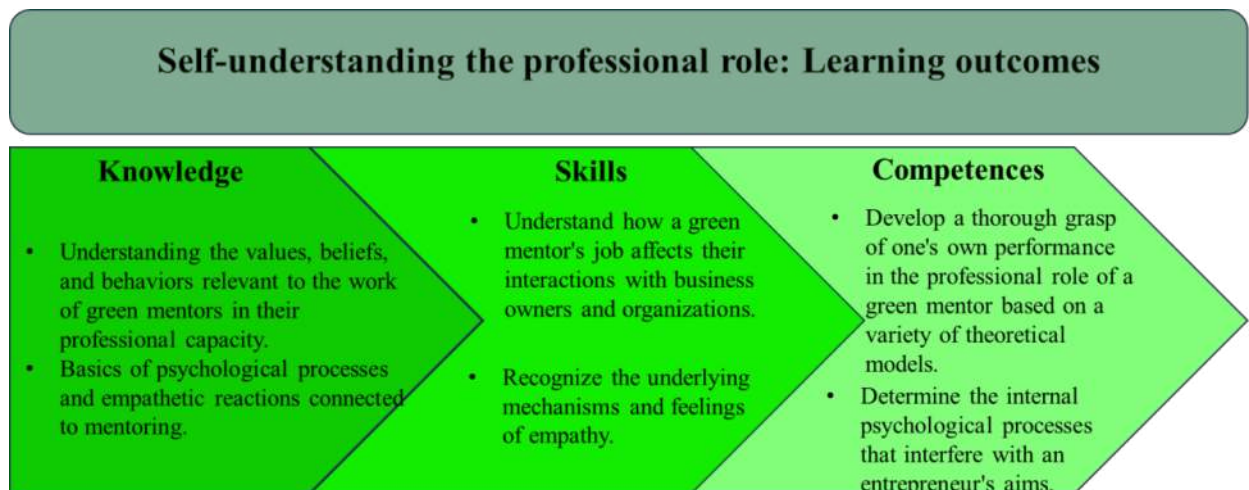 Self-understanding the professional role: Learning outcomes
Knowledge
• Understanding the values, beliefs,
and behaviors relevant to the work
of green mentors in their
professional capacity.
• Basics of psychological processes
and empathetic reactions connected
to mentoring.
Skills
• Understand how a green
mentor's job affects their
interactions with business
owners and organizations.
• Recognize the underlying
mechanisms and feelings
of empathy.
Competences
• Develop a thorough grasp
of one's own performance
in the professional role of a
green mentor based on a
variety of theoretical
models.
• Determine the internal
psychological processes
that interfere with an
entrepreneur's aims.